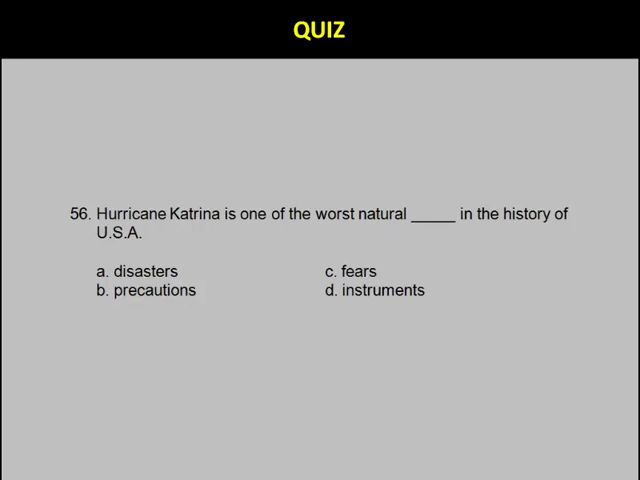 QUIZ
56. Hurricane Katrina is one of the worst natural _____ in the history of
U.S.A.
a. disasters c. fears
b. precautions d. instruments